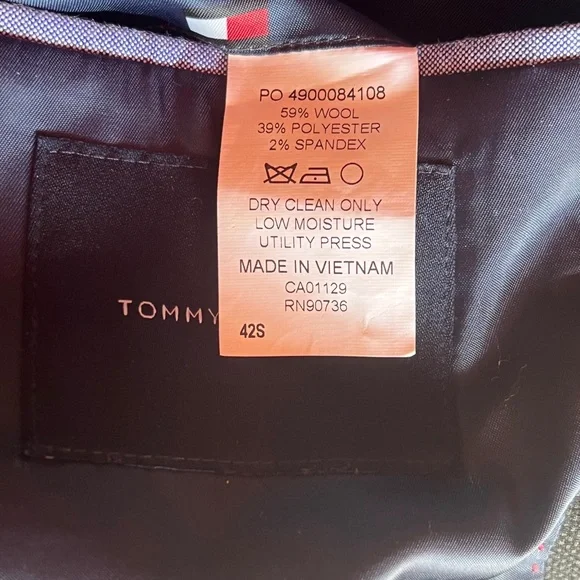 PO 4900084108
59% WOOL
39% POLYESTER
2% SPANDEX
DRY CLEAN ONLY
LOW MOISTURE
UTILITY PRESS
MADE IN VIETNAM
CA01129
RN90736
TOMMY
42S